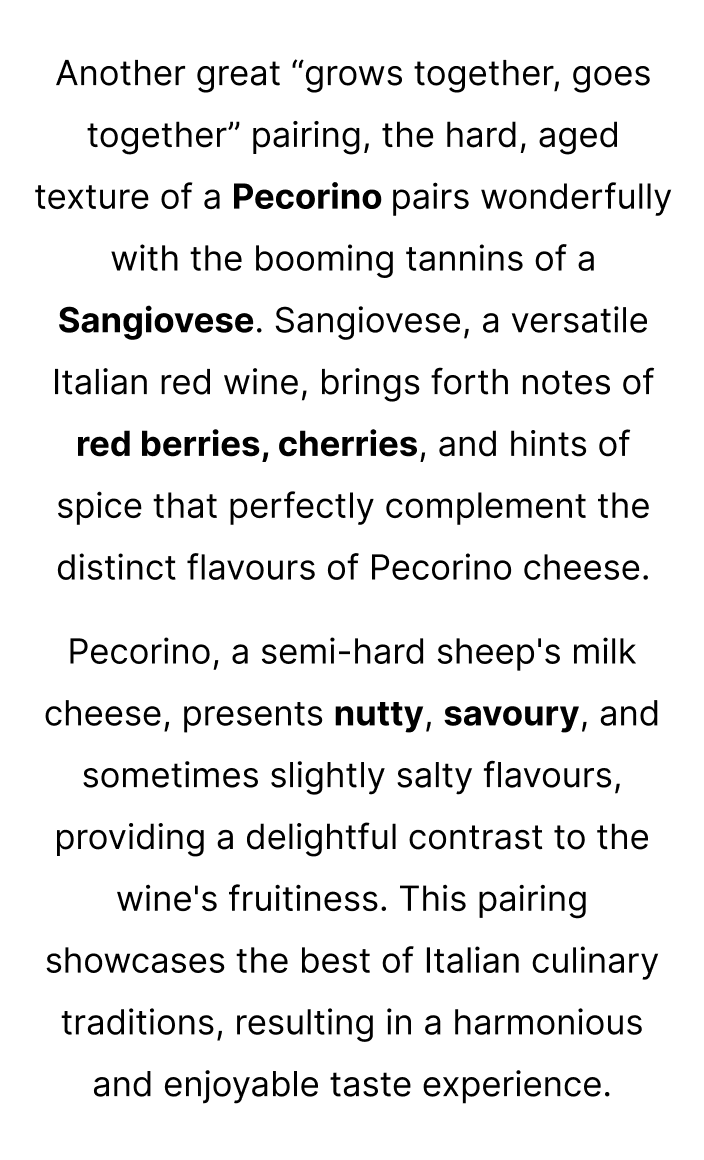 Another great “grows together, goes
together” pairing, the hard, aged
texture of a Pecorino pairs wonderfully
with the booming tannins of a
Sangiovese. Sangiovese, a versatile
Italian red wine, brings forth notes of
red berries, cherries, and hints of
spice that perfectly complement the
distinct flavours of Pecorino cheese.
Pecorino, a semi-hard sheep's milk
cheese, presents nutty, savoury, and
sometimes slightly salty flavours,
providing a delightful contrast to the
wine's fruitiness. This pairing
showcases the best of Italian culinary
traditions, resulting in a harmonious
and enjoyable taste experience.